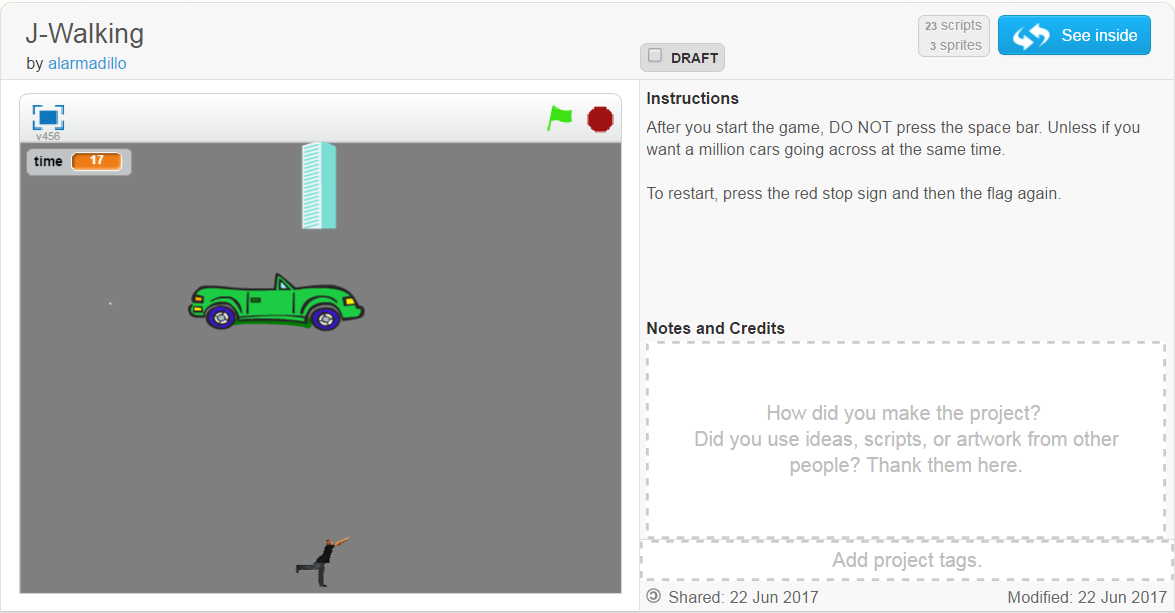 J-Walking
by alarmadillo
DRAFT
23 scripts
3 sprites
See inside
v456
time 17
Instructions
After you start the game, DO NOT press the space bar. Unless if you
want a million cars going across at the same time.
To restart, press the red stop sign and then the flag again.
Notes and Credits
How did you make the project?
Did you use ideas, scripts, or artwork from other
people? Thank them here.
Add project tags.
Shared: 22 Jun 2017 Modified: 22 Jun 2017